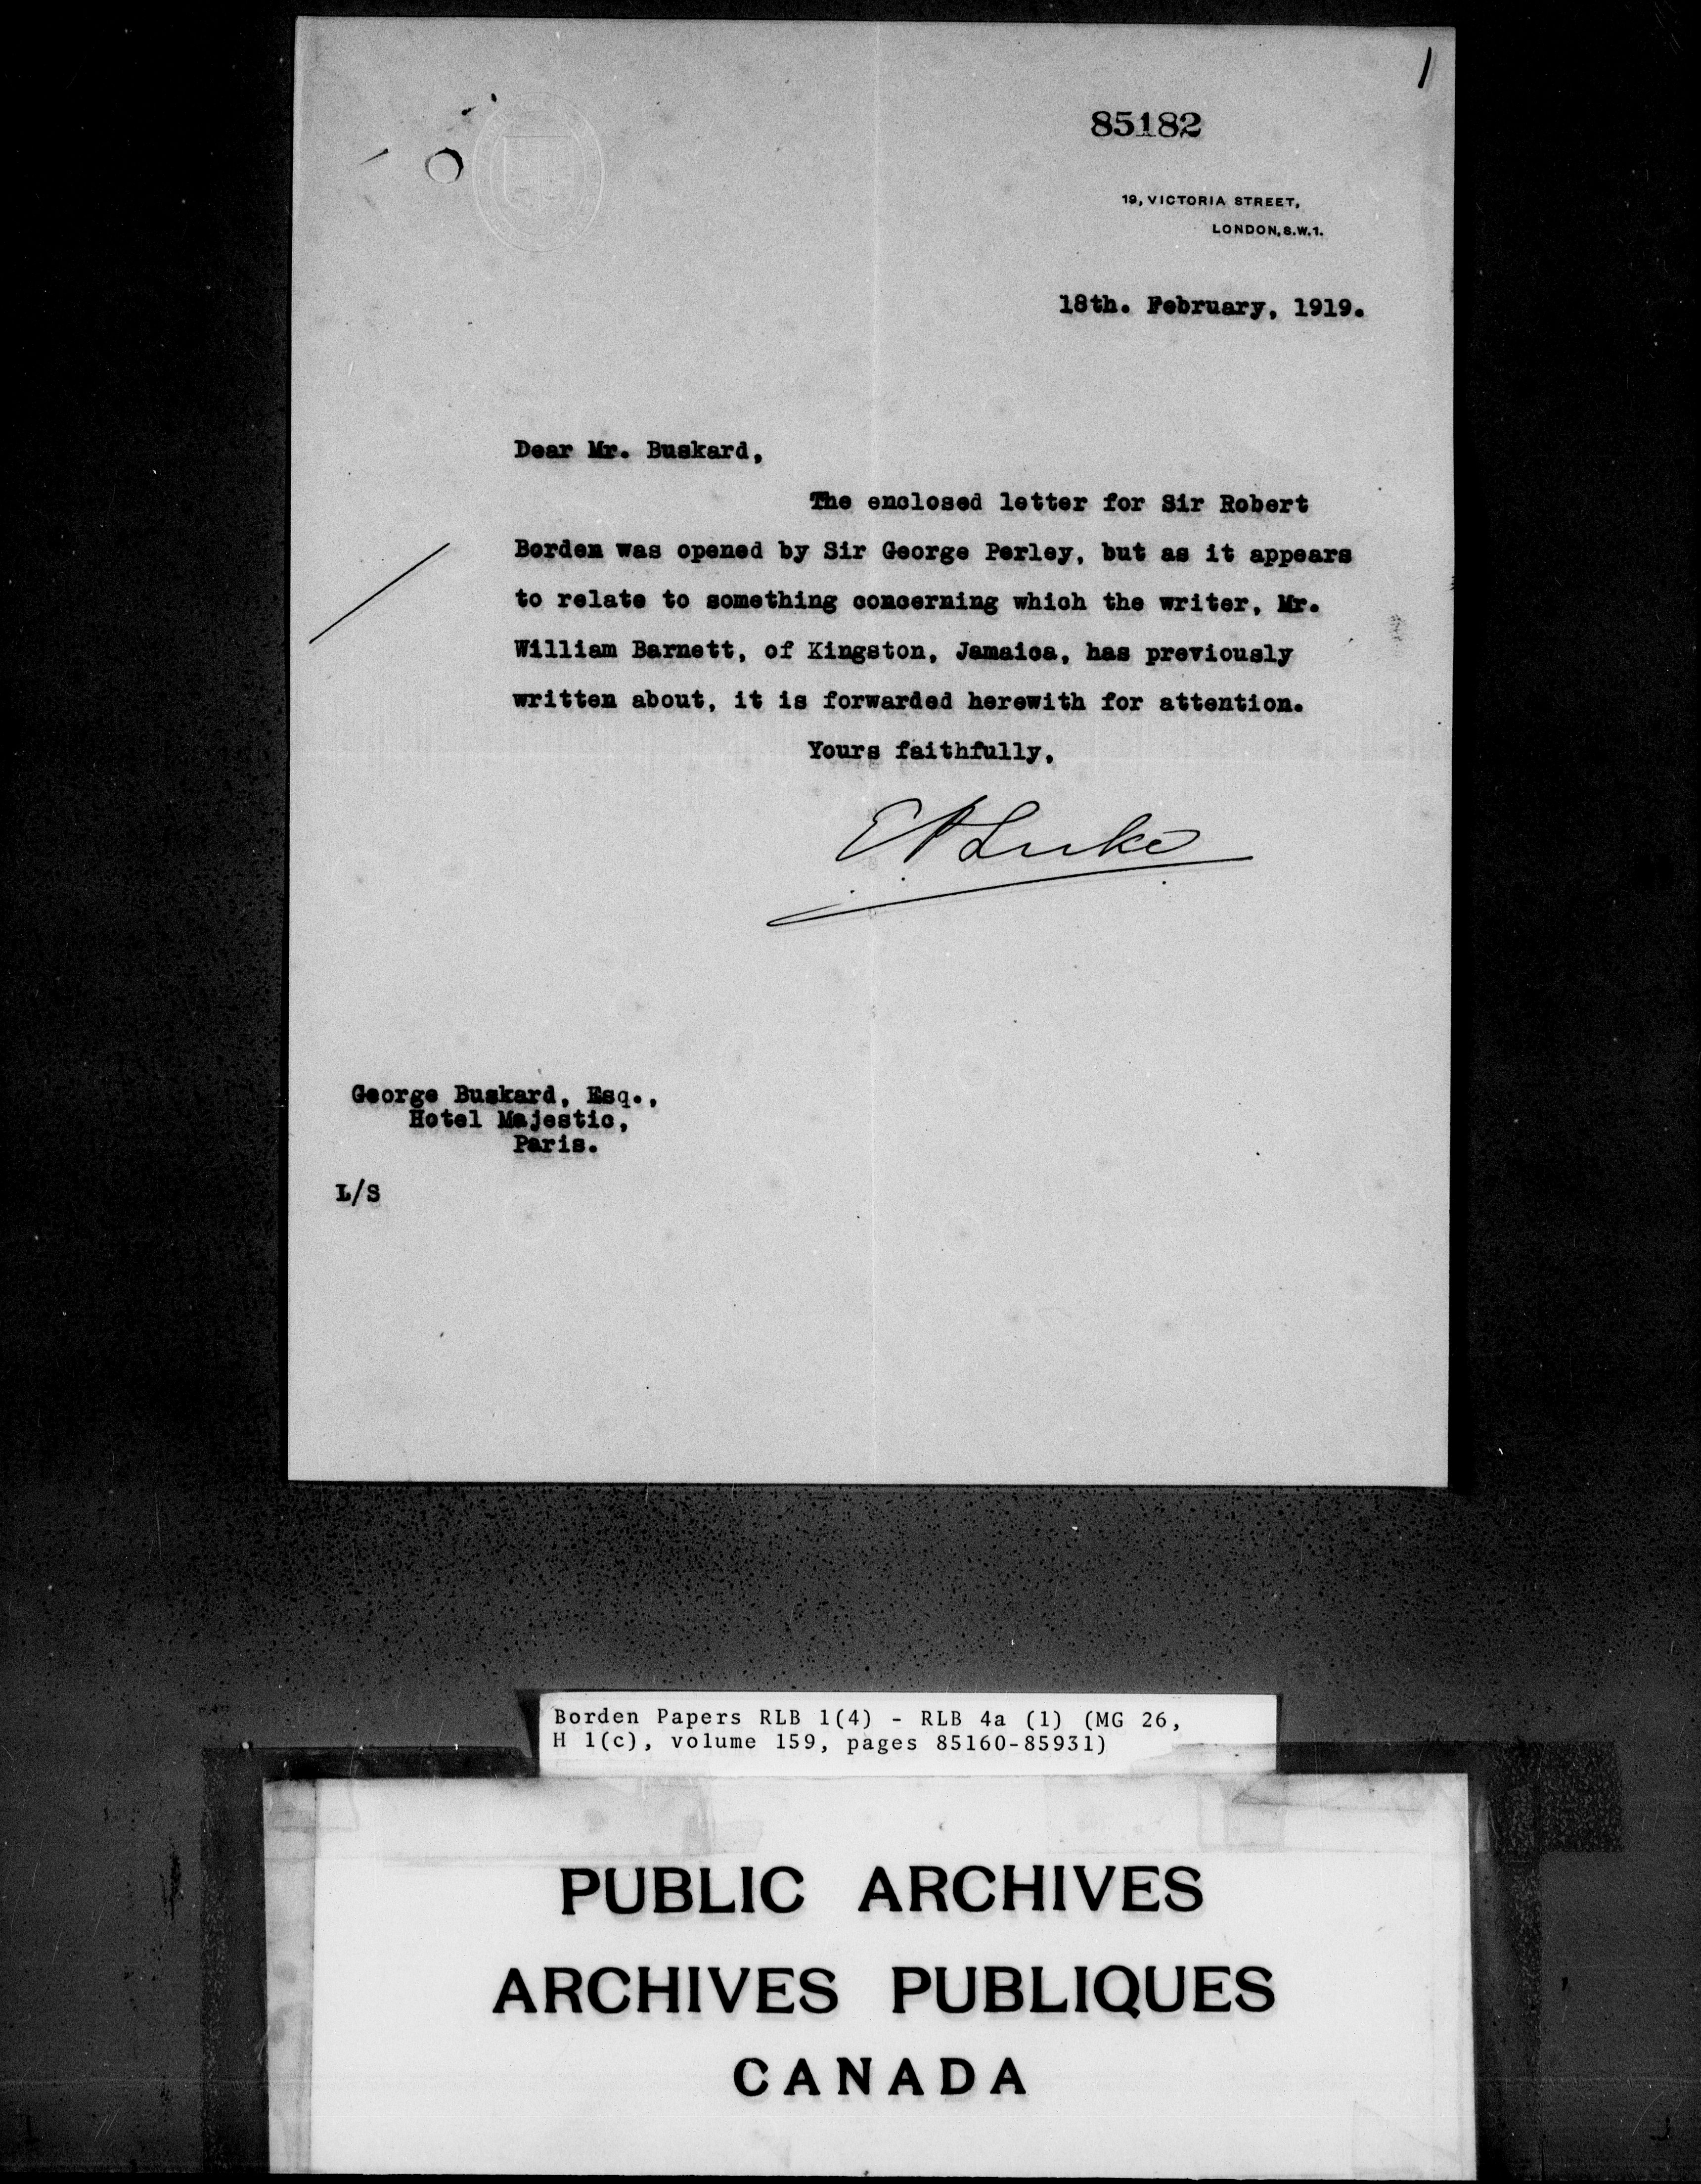 85182
19, VICTORIA STREET,
LONDON, S.W.1.
18th. February, 1919.
Dear Mr. Buskard,
The enclosed letter for Sir Robert
Borden was opened by Sir George Perley, but as it appears
to relate to something concerning which the writer, Mr.
William Barnett, of Kingston, Jamaica, has previously
written about, it is forwarded herewith for attention.
Yours faithfully,
Luke
George Buskard, Esq.,
Hotel Majestic,
Paris.
L/S
Borden Papers RLB 1(4) - RLB 4a (1) (MG 26,
H 1(c), volume 159, pages 85160-85931)
PUBLIC ARCHIVES
ARCHIVES PUBLIQUES
CANADA